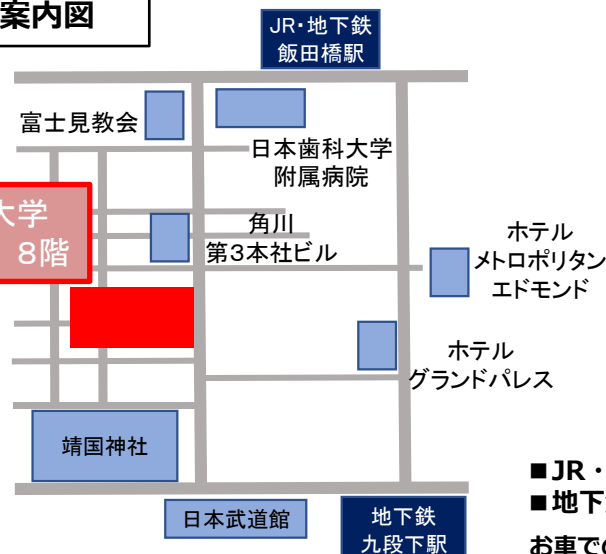 案内図
JR・地下鉄
飯田橋駅
富士見教会
日本歯科大学
附属病院
大学
8階
角川
第3本社ビル
ホテル
メトロポリタン
エドモンド
ホテル
グランドパレス
靖国神社
■JR・
■地下
日本武道館
地下鉄
九段下駅
お車での